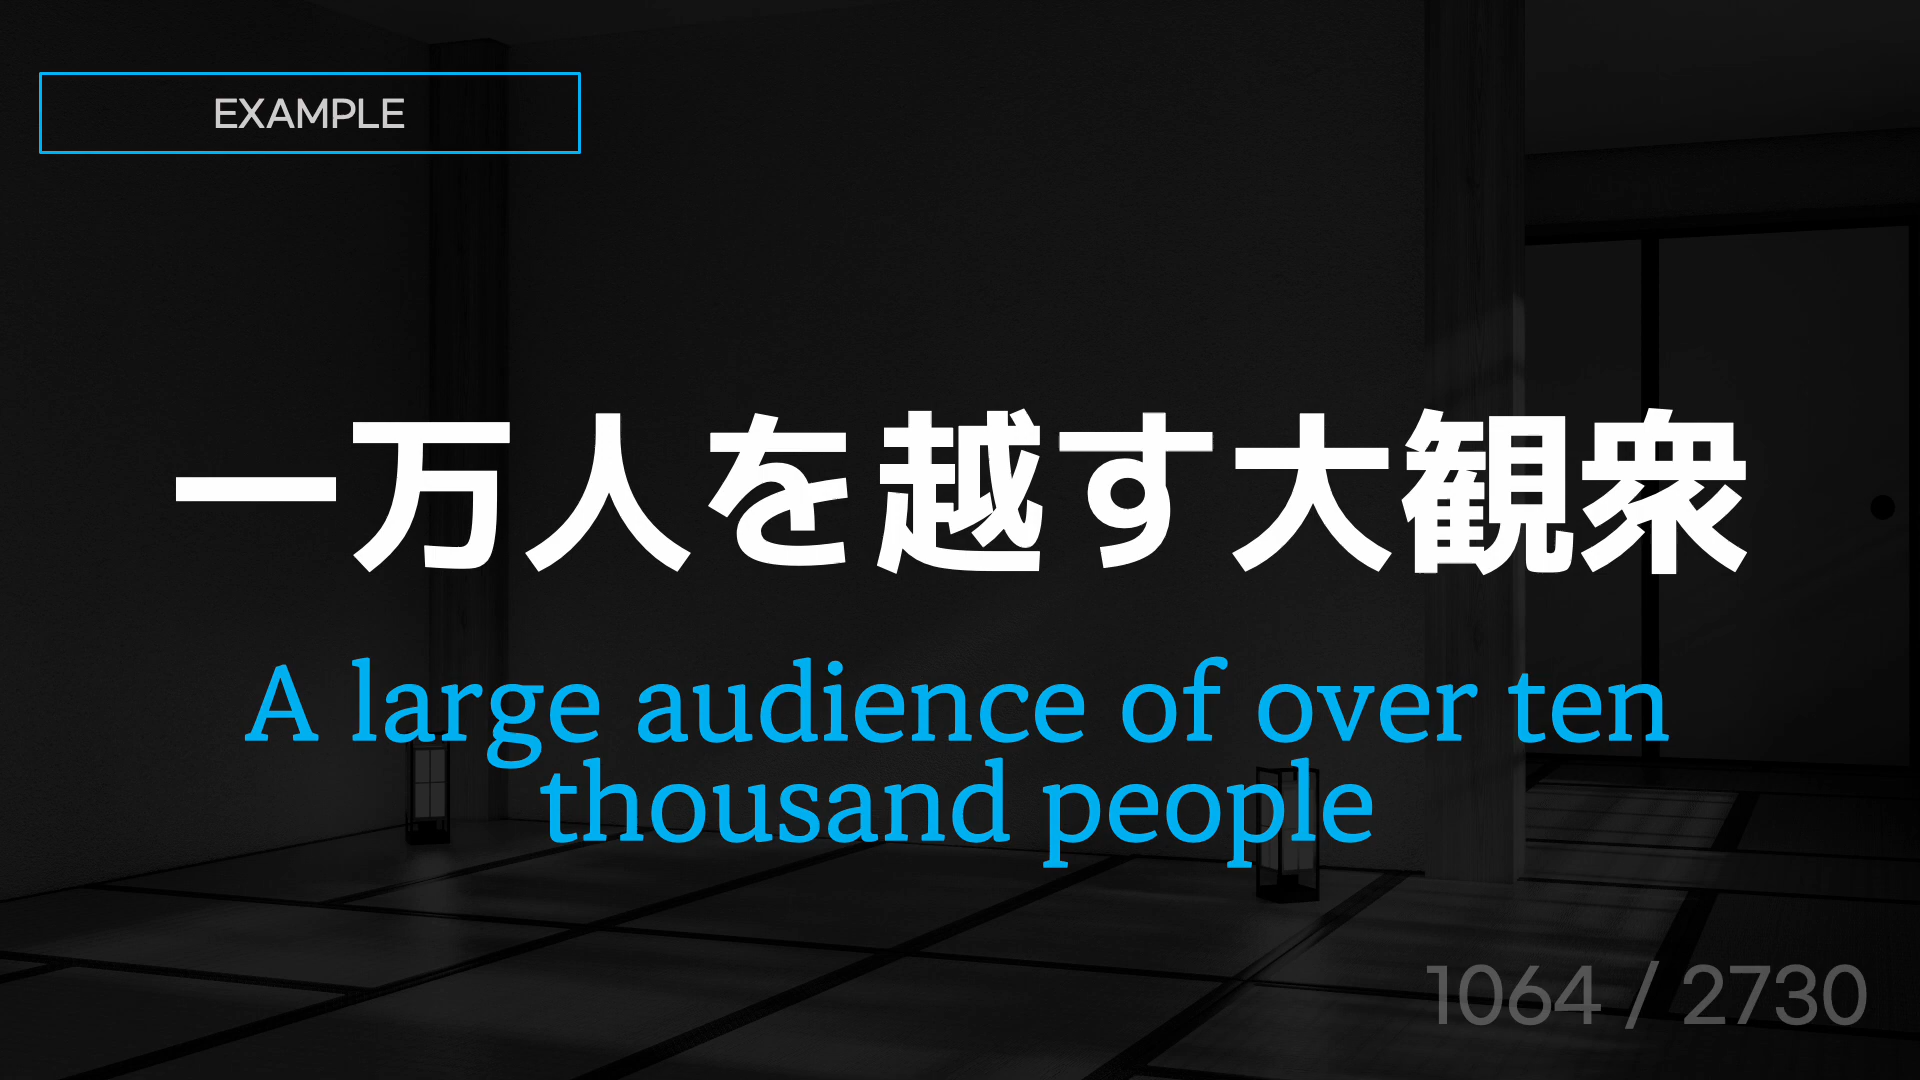 EXAMPLE
一万人を越す大観衆
A large audience of over ten
thousand people
1064 / 2730